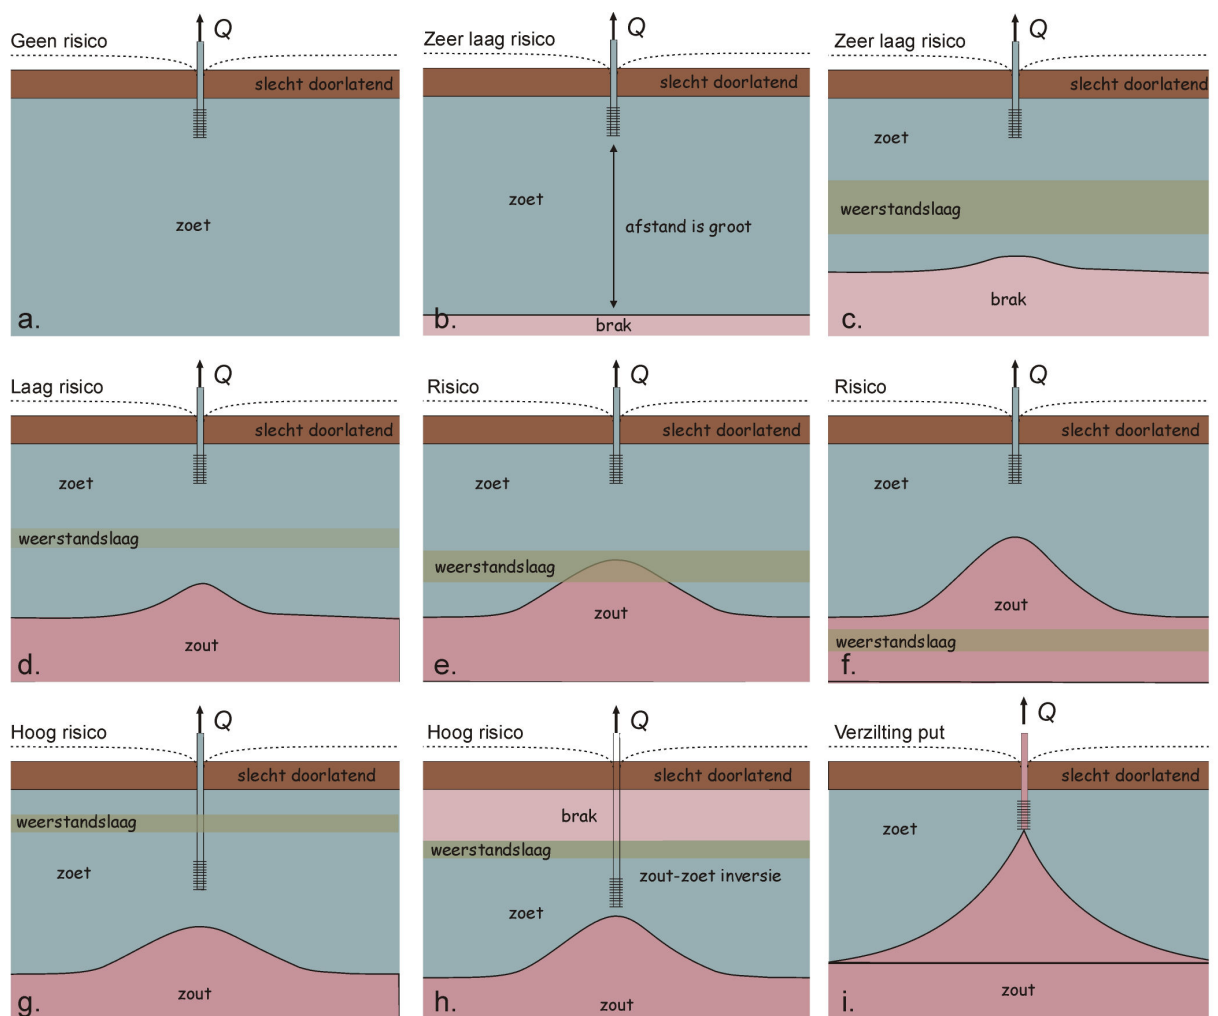 Q
Geen risico
slecht doorlatend
zoet
a.
Q
Zeer laag risico
slecht doorlatend
zoet
afstand is groot
brak
b.
Q
Zeer laag risico
slecht doorlatend
zoet
weerstandslaag
brak
c.
Q
Laag risico
slecht doorlatend
zoet
weerstandslaag
zout
d.
Q
Risico
slecht doorlatend
zoet
weerstandslaag
zout
e.
Q
Risico
slecht doorlatend
zoet
zout
weerstandslaag
f.
Q
Hoog risico
slecht doorlatend
weerstandslaag
zoet
zout
g.
Q
Hoog risico
slecht doorlatend
brak
weerstandslaag
zout-zoet inversie
zoet
zout
h.
Q
Verzilting put
slecht doorlatend
zoet
zout
i.